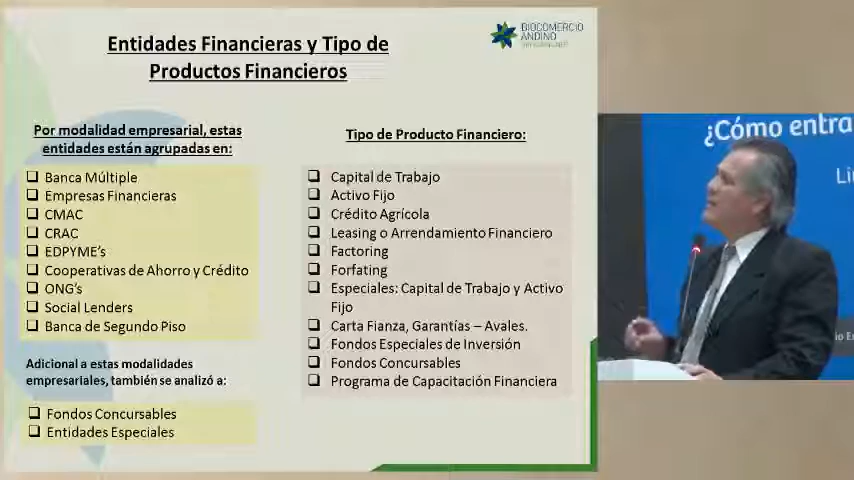 Entidades Financieras y Tipo de
Productos Financieros
BIOCOMERCIO
ANDINO
Por modalidad empresarial, estas
entidades están agrupadas en:
Banca Múltiple
Empresas Financieras
CMAC
CRAC
EDPYME’s
Cooperativas de Ahorro y Crédito
ONG’s
Social Lenders
Banca de Segundo Piso
Adicional a estas modalidades
empresariales, también se analizó a:
Fondos Concursables
Entidades Especiales
Tipo de Producto Financiero:
Capital de Trabajo
Activo Fijo
Crédito Agrícola
Leasing o Arrendamiento Financiero
Factoring
Forfating
Especiales: Capital de Trabajo y Activo
Fijo
Carta Fianza, Garantías – Avales.
Fondos Especiales de Inversión
Fondos Concursables
Programa de Capacitación Financiera
¿Cómo entra